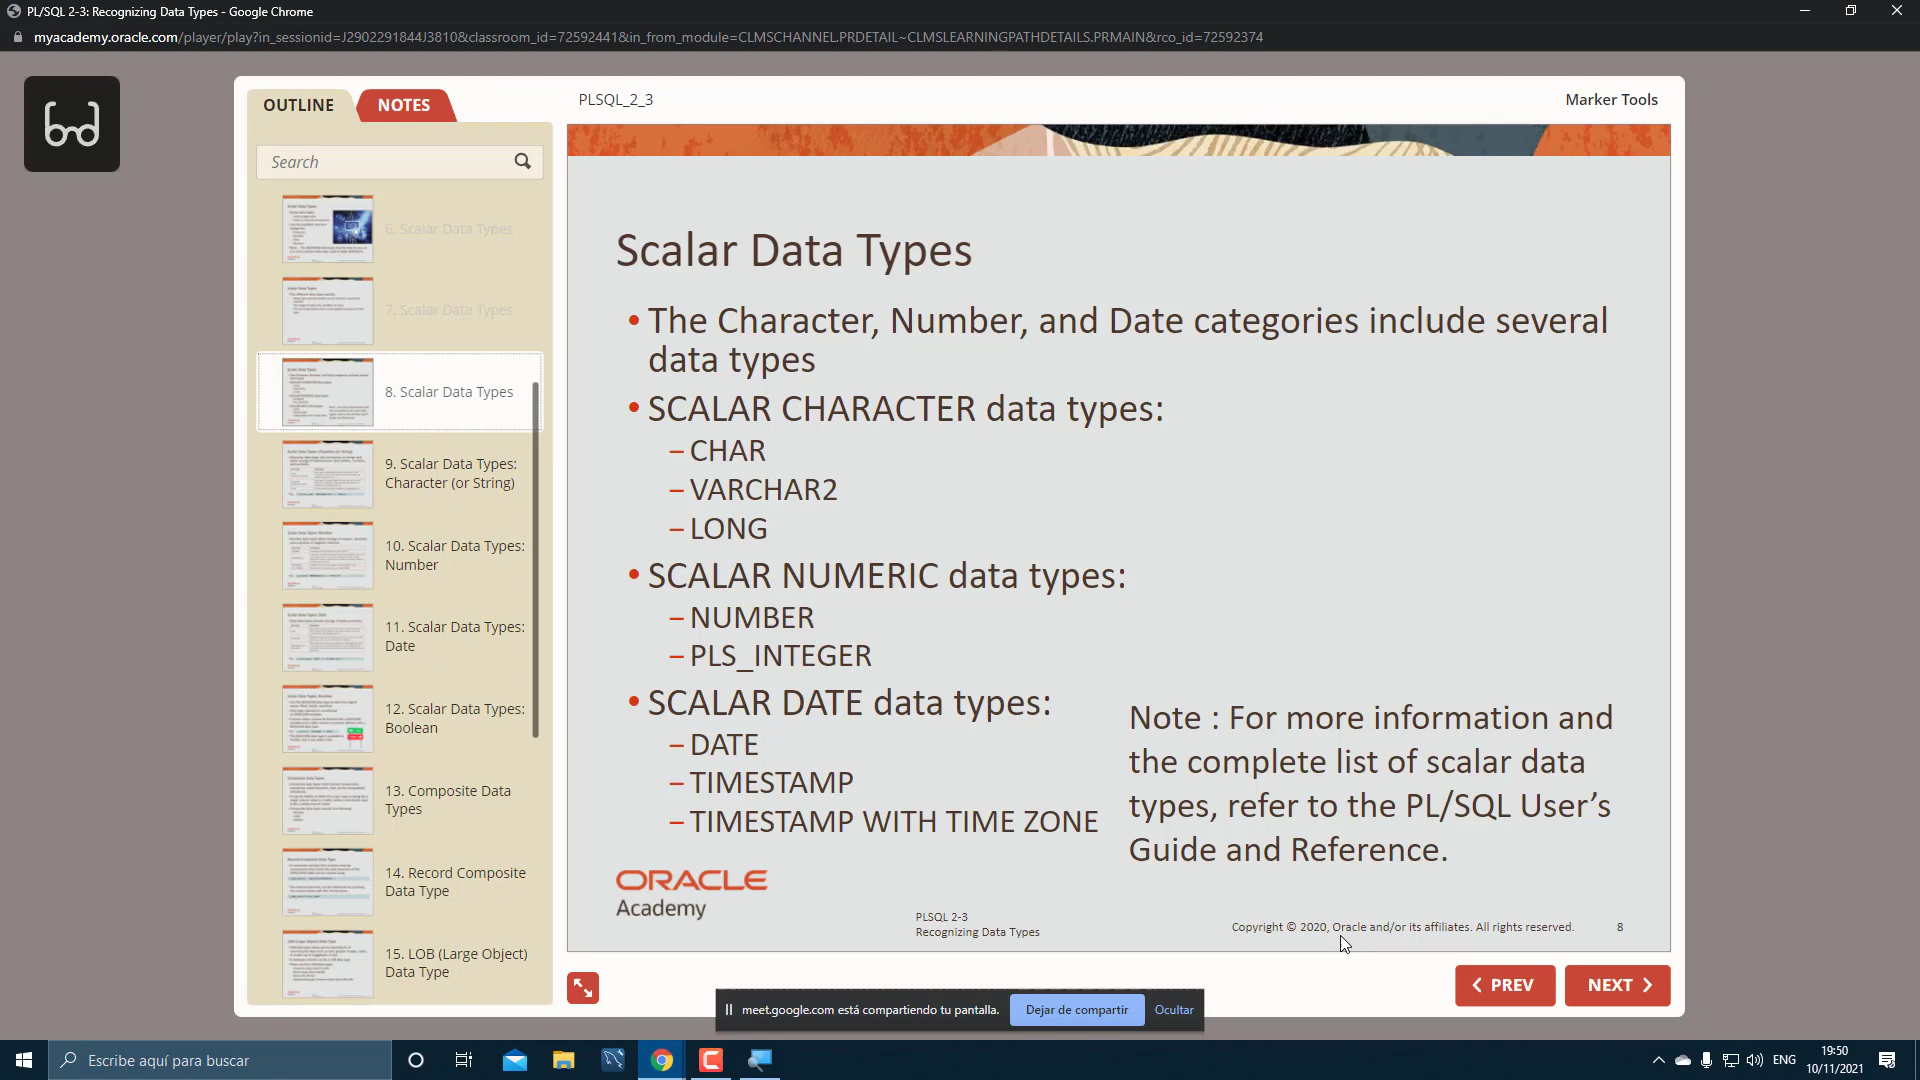 PL/SQL 2-3: Recognizing Data Types - Google Chrome
myacademy.oracle.com/player/play?in_sessionid=J2902291844J3810&classroom_id=72592441&in_from_module=CLMSCHANNEL.PRDETAIL~CLMSLEARNINGPATHDETAILS.PRMAIN&rco_id=72592374
OUTLINE
NOTES
Search
6. Scalar Data Types
7. Scalar Data Types
8. Scalar Data Types
9. Scalar Data Types:
Character (or String)
10. Scalar Data Types:
Number
11. Scalar Data Types:
Date
12. Scalar Data Types:
Boolean
13. Composite Data
Types
14. Record Composite
Data Type
15. LOB (Large Object)
Data Type
PLSQL_2_3
Marker Tools
Scalar Data Types
• The Character, Number, and Date categories include several
data types
• SCALAR CHARACTER data types:
– CHAR
– VARCHAR2
– LONG
• SCALAR NUMERIC data types:
– NUMBER
– PLS_INTEGER
• SCALAR DATE data types:
– DATE
– TIMESTAMP
– TIMESTAMP WITH TIME ZONE
Note : For more information and
the complete list of scalar data
types, refer to the PL/SQL User’s
Guide and Reference.
ORACLE
Academy
PLSQL 2-3
Recognizing Data Types
Copyright © 2020, Oracle and/or its affiliates. All rights reserved.
8
PREV
NEXT
meet.google.com está compartiendo tu pantalla.
Dejar de compartir
Ocultar
Escribe aquí para buscar
ENG
19:50
10/11/2021